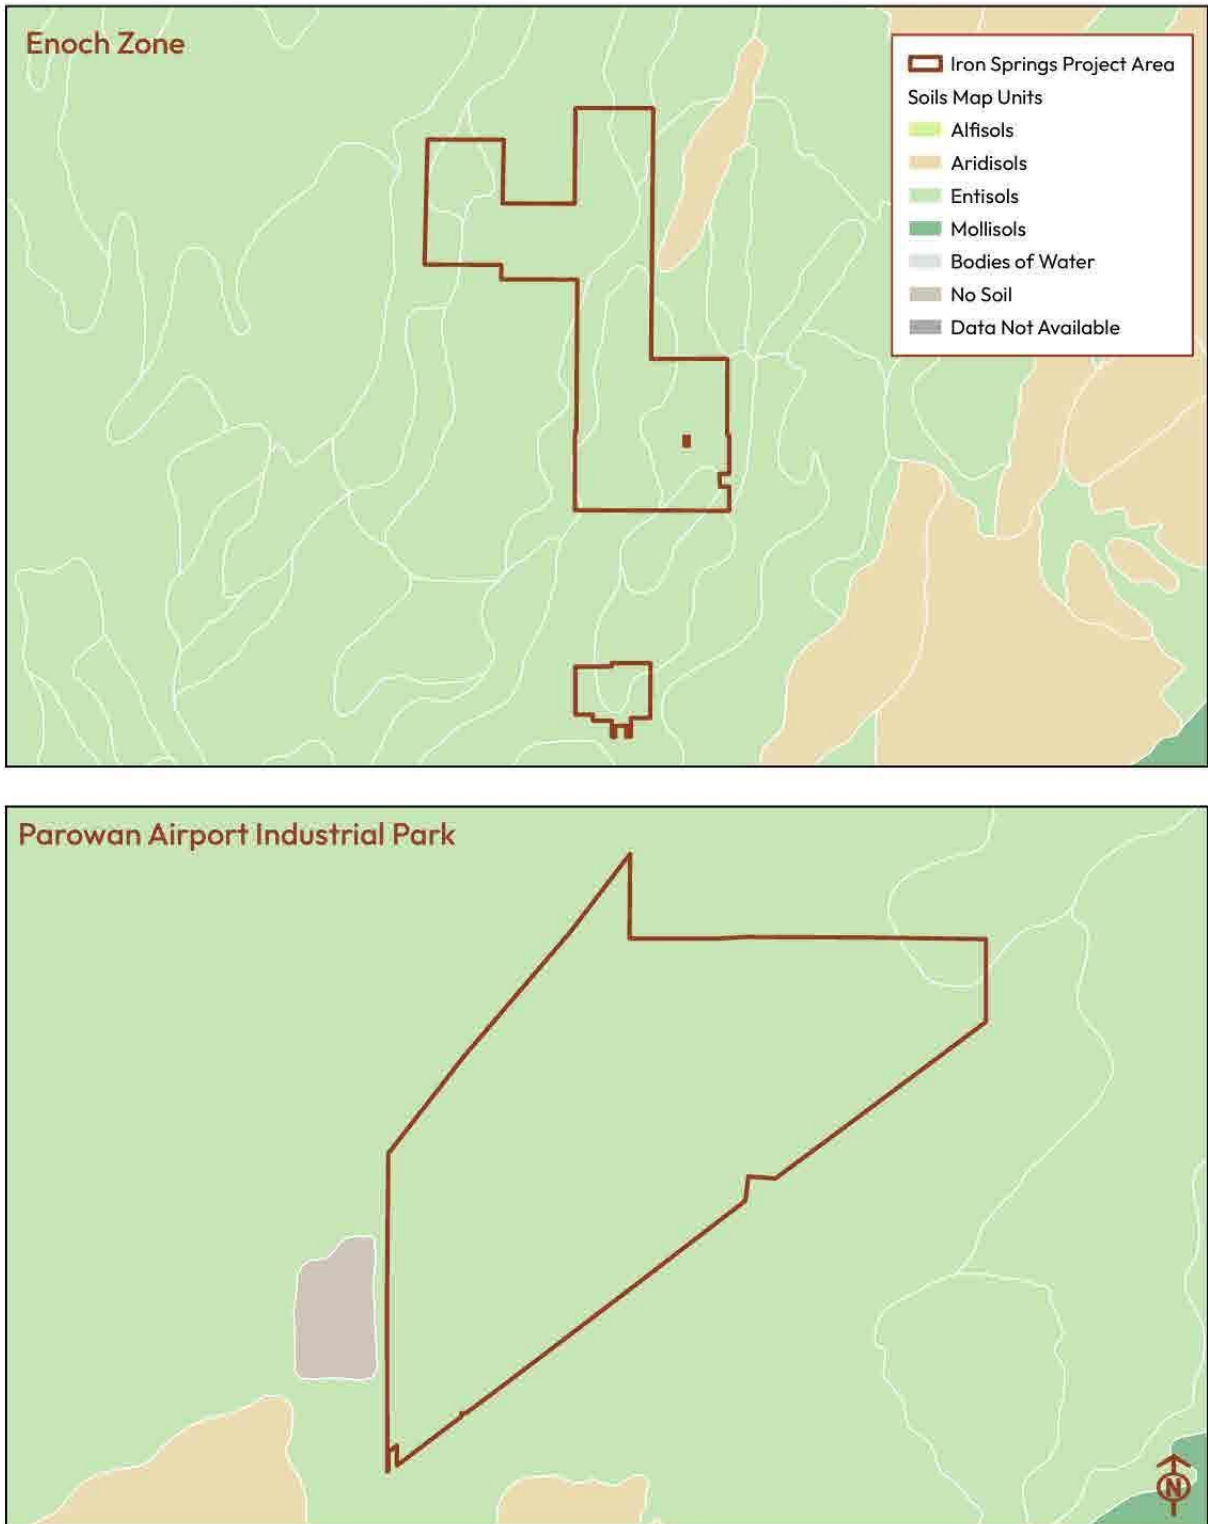 Enoch Zone
Iron Springs Project Area
Soils Map Units
Alfisols
Aridisols
Entisols
Mollisols
Bodies of Water
No Soil
Data Not Available
Parowan Airport Industrial Park
N